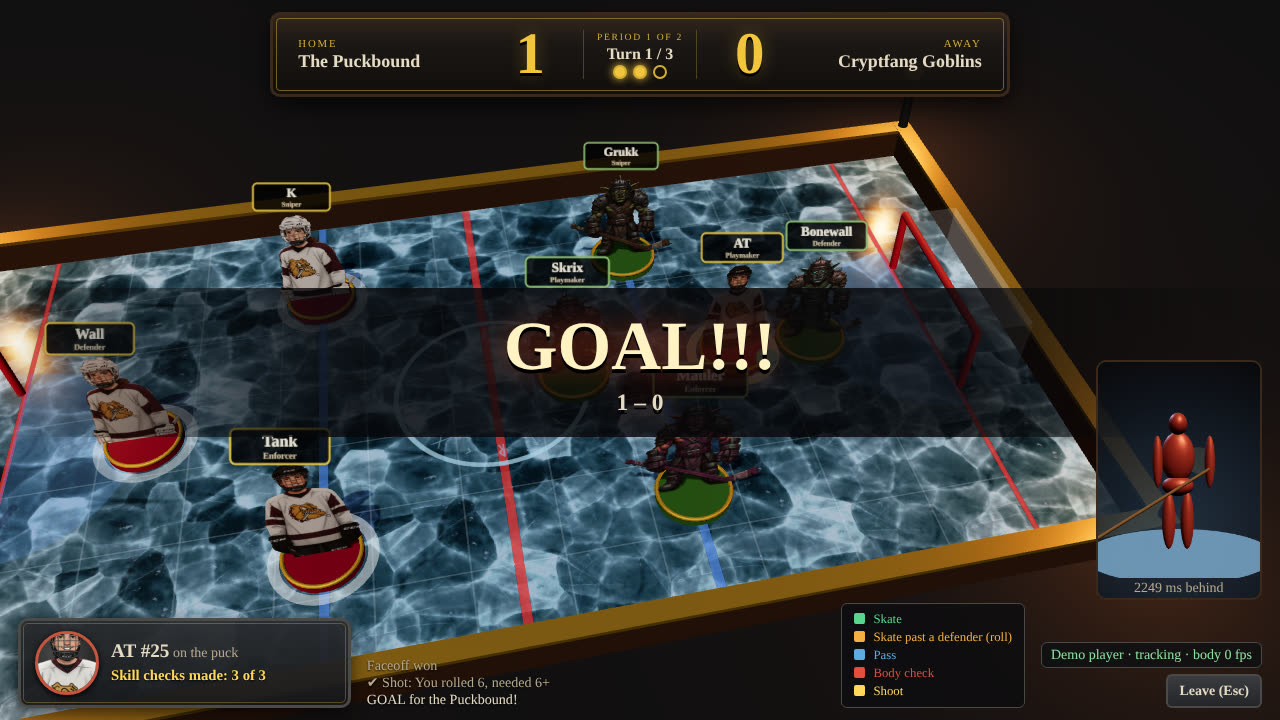 HOME
The Puckbound
1
PERIOD 1 OF 2
Turn 1 / 3
0
AWAY
Cryptfang Goblins
Grukk
Sniper
K
Sniper
AT
Playmaker
Bonewall
Defender
Skrix
Playmaker
Wall
Defender
GOAL!!!
Mauler
Enforcer
1 – 0
Tank
Enforcer
2249 ms behind
AT #25 on the puck
Skill checks made: 3 of 3
Faceoff won
✔ Shot: You rolled 6, needed 6+
GOAL for the Puckbound!
Skate
Skate past a defender (roll)
Pass
Body check
Shoot
Demo player · tracking · body 0 fps
Leave (Esc)